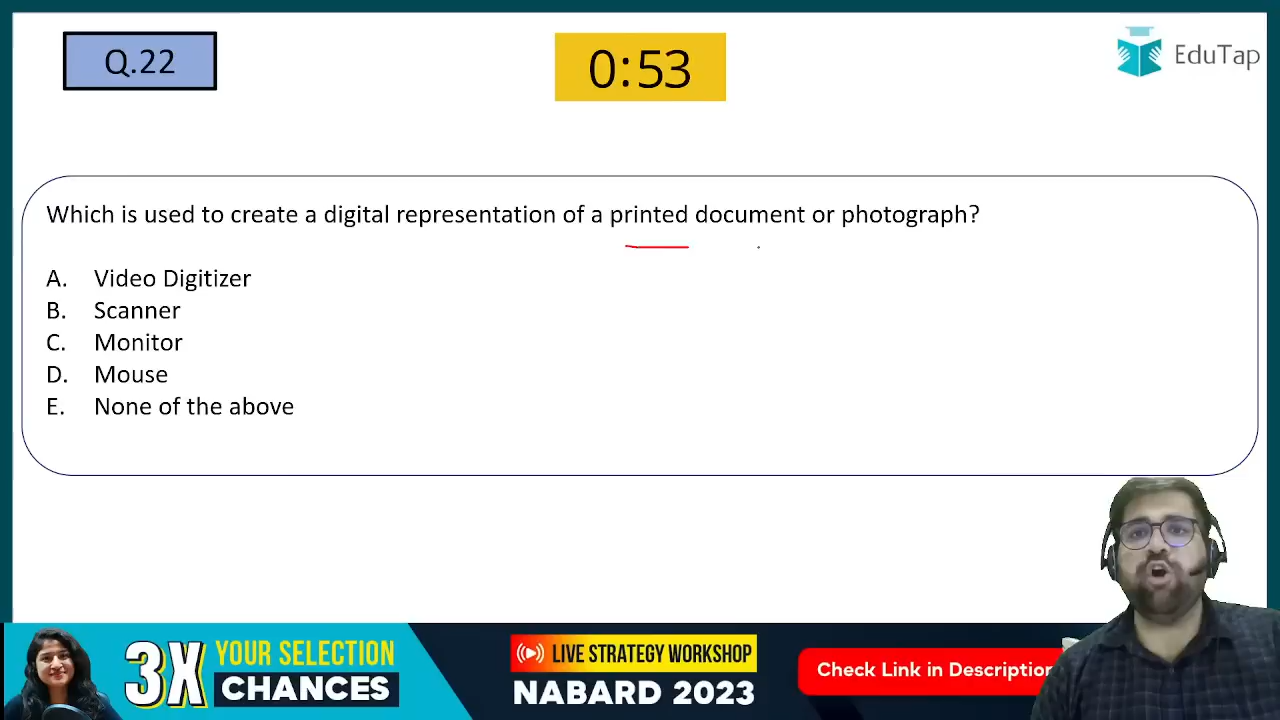 Q.22
0:53
EduTap
Which is used to create a digital representation of a printed document or photograph?
A. Video Digitizer
B. Scanner
C. Monitor
D. Mouse
E. None of the above
3X YOUR SELECTION CHANCES
LIVE STRATEGY WORKSHOP
NABARD 2023
Check Link in Description